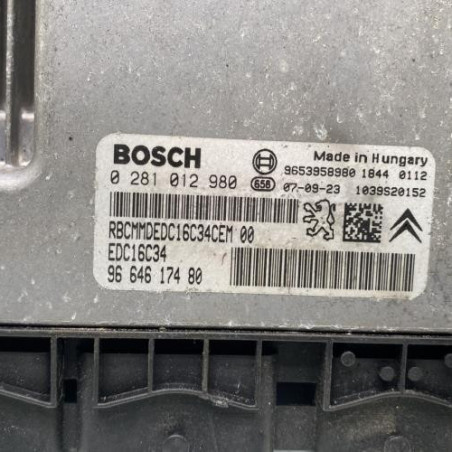 BOSCH
Made in Hungary
9653958980 1844 0112
0 281 012 980
656 07-09-23 1039S20152
RBCMMDEDC16C34CEM 00
EDC16C34
96 646 174 80